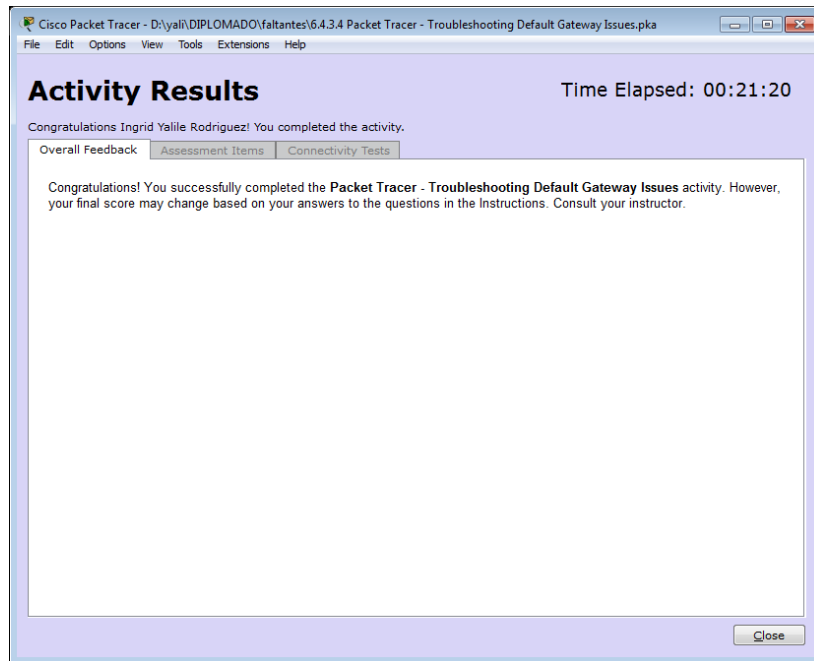 Cisco Packet Tracer - D:\yali\DIPLOMADO\faltantes\6.4.3.4 Packet Tracer - Troubleshooting Default Gateway Issues.pka
File Edit Options View Tools Extensions Help
Activity Results
Time Elapsed: 00:21:20
Congratulations Ingrid Yalile Rodriguez! You completed the activity.
Overall Feedback Assessment Items Connectivity Tests
Congratulations! You successfully completed the Packet Tracer - Troubleshooting Default Gateway Issues activity. However,
your final score may change based on your answers to the questions in the Instructions. Consult your instructor.
Close